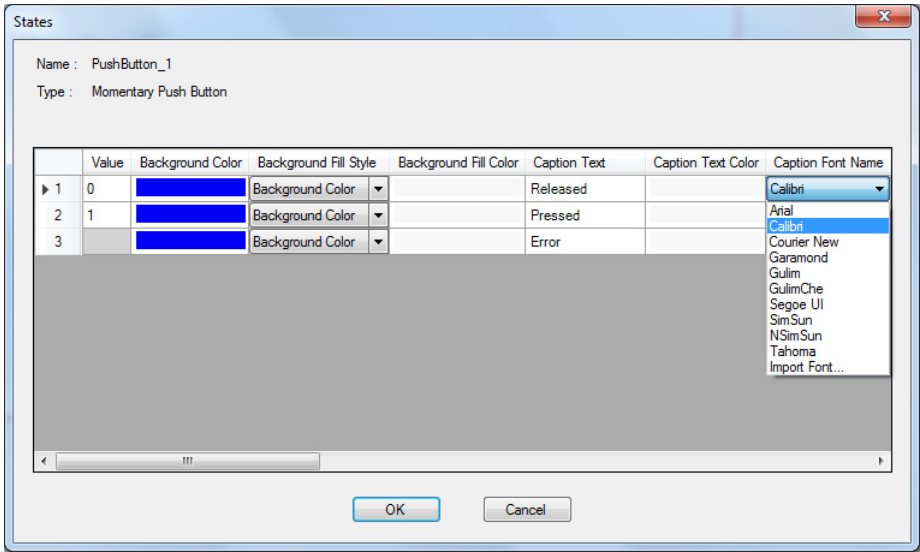 States
Name : PushButton_1
Type : Momentary Push Button
Value Background Color Background Fill Style Background Fill Color Caption Text Caption Text Color Caption Font Name
1 0 Background Color Released Calibri
2 1 Background Color Pressed
3 Background Color Error
Arial
Calibri
Courier New
Garamond
Gulim
GulimChe
Segoe UI
SimSun
NSimSun
Tahoma
Import Font...
OK Cancel